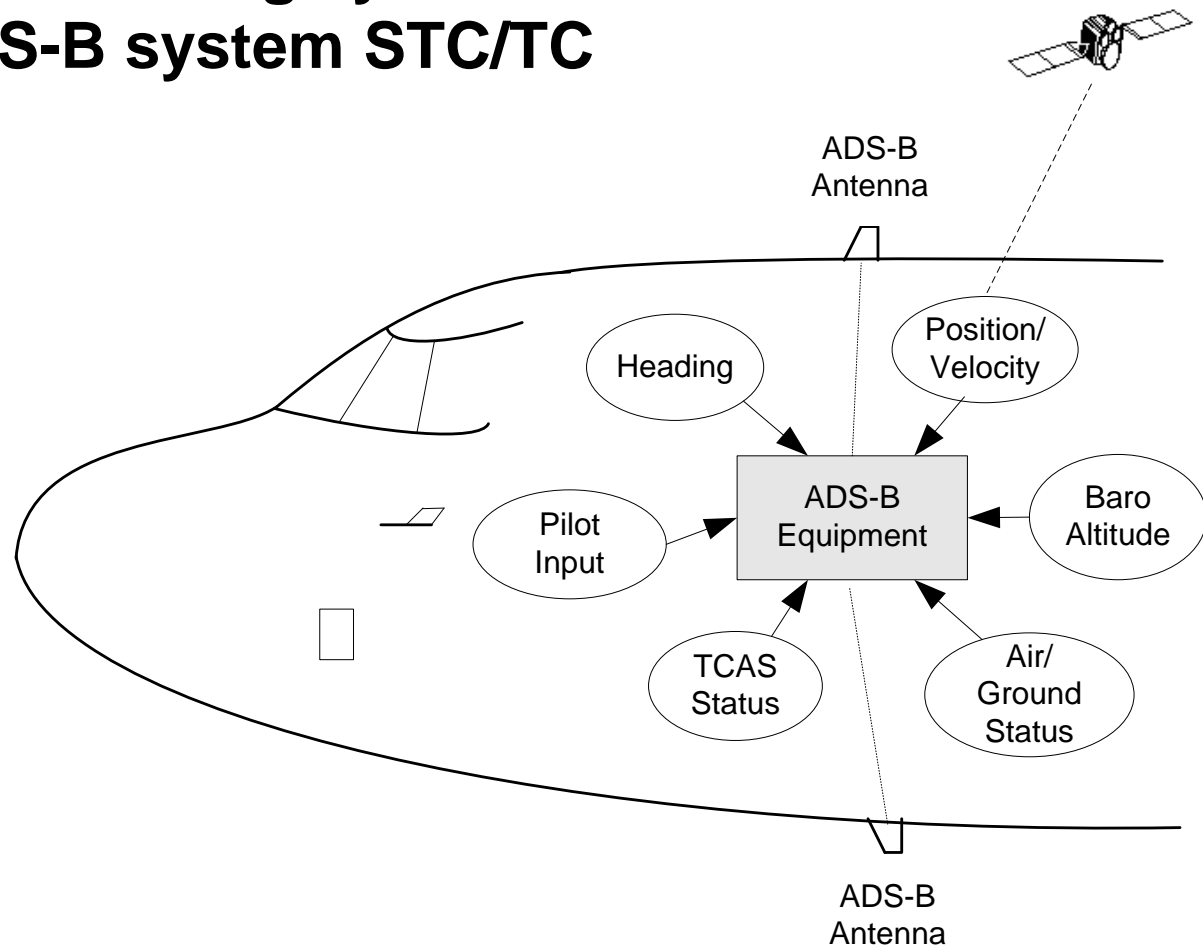 S-B system STC/TC
ADS-B
Antenna
Heading
Position/
Velocity
ADS-B
Equipment
Pilot
Input
Baro
Altitude
TCAS
Status
Air/
Ground
Status
ADS-B
Antenna